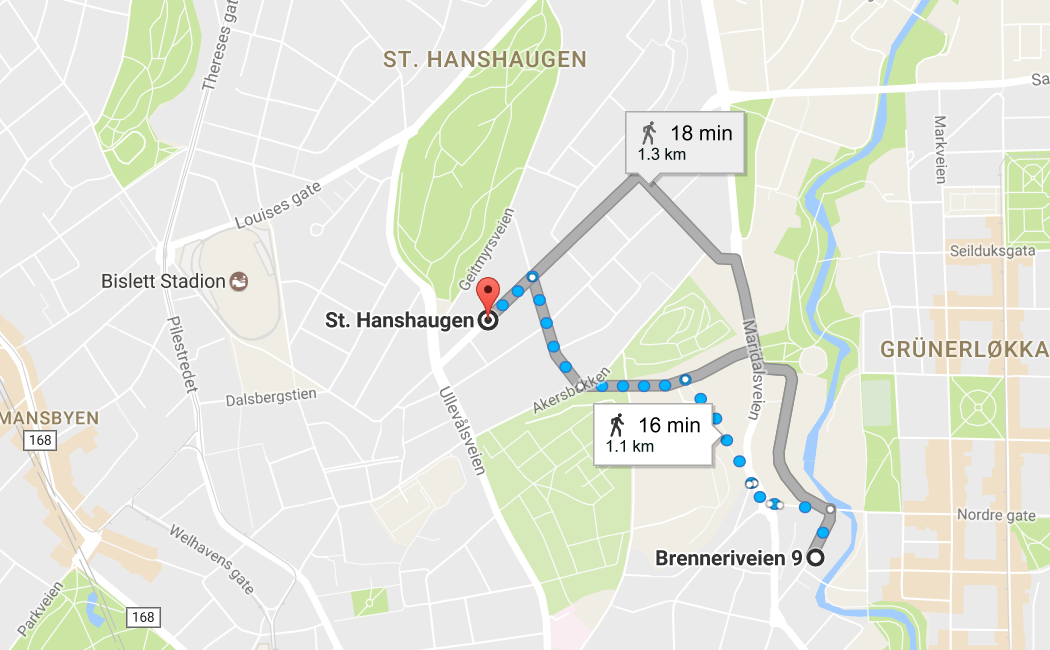 Thereses gat
ST. HANSHAUGEN
Sa
18 min
1.3 km
Markveien
Louises gate
Geitmyrsveien
Seilduksgata
Bislett Stadion
St. Hanshaugen
Pilestredet
Maridalsveien
GRÜNERLØKKA
Akersbakken
Dalsbergstien
MANSBYEN
168
Ullevålsveien
16 min
1.1 km
Nordre gate
Welhavens gate
Brenneriveien 9
Parkveien
168